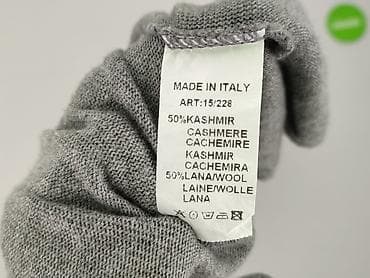 MADE IN ITALY
ART:15/228
50%KASHMIR
CASHMERE
CACHEMIRE
KASHMIR
CACHEMIRA
50%LANA/WOOL
LAINE/WOLLE
LANA